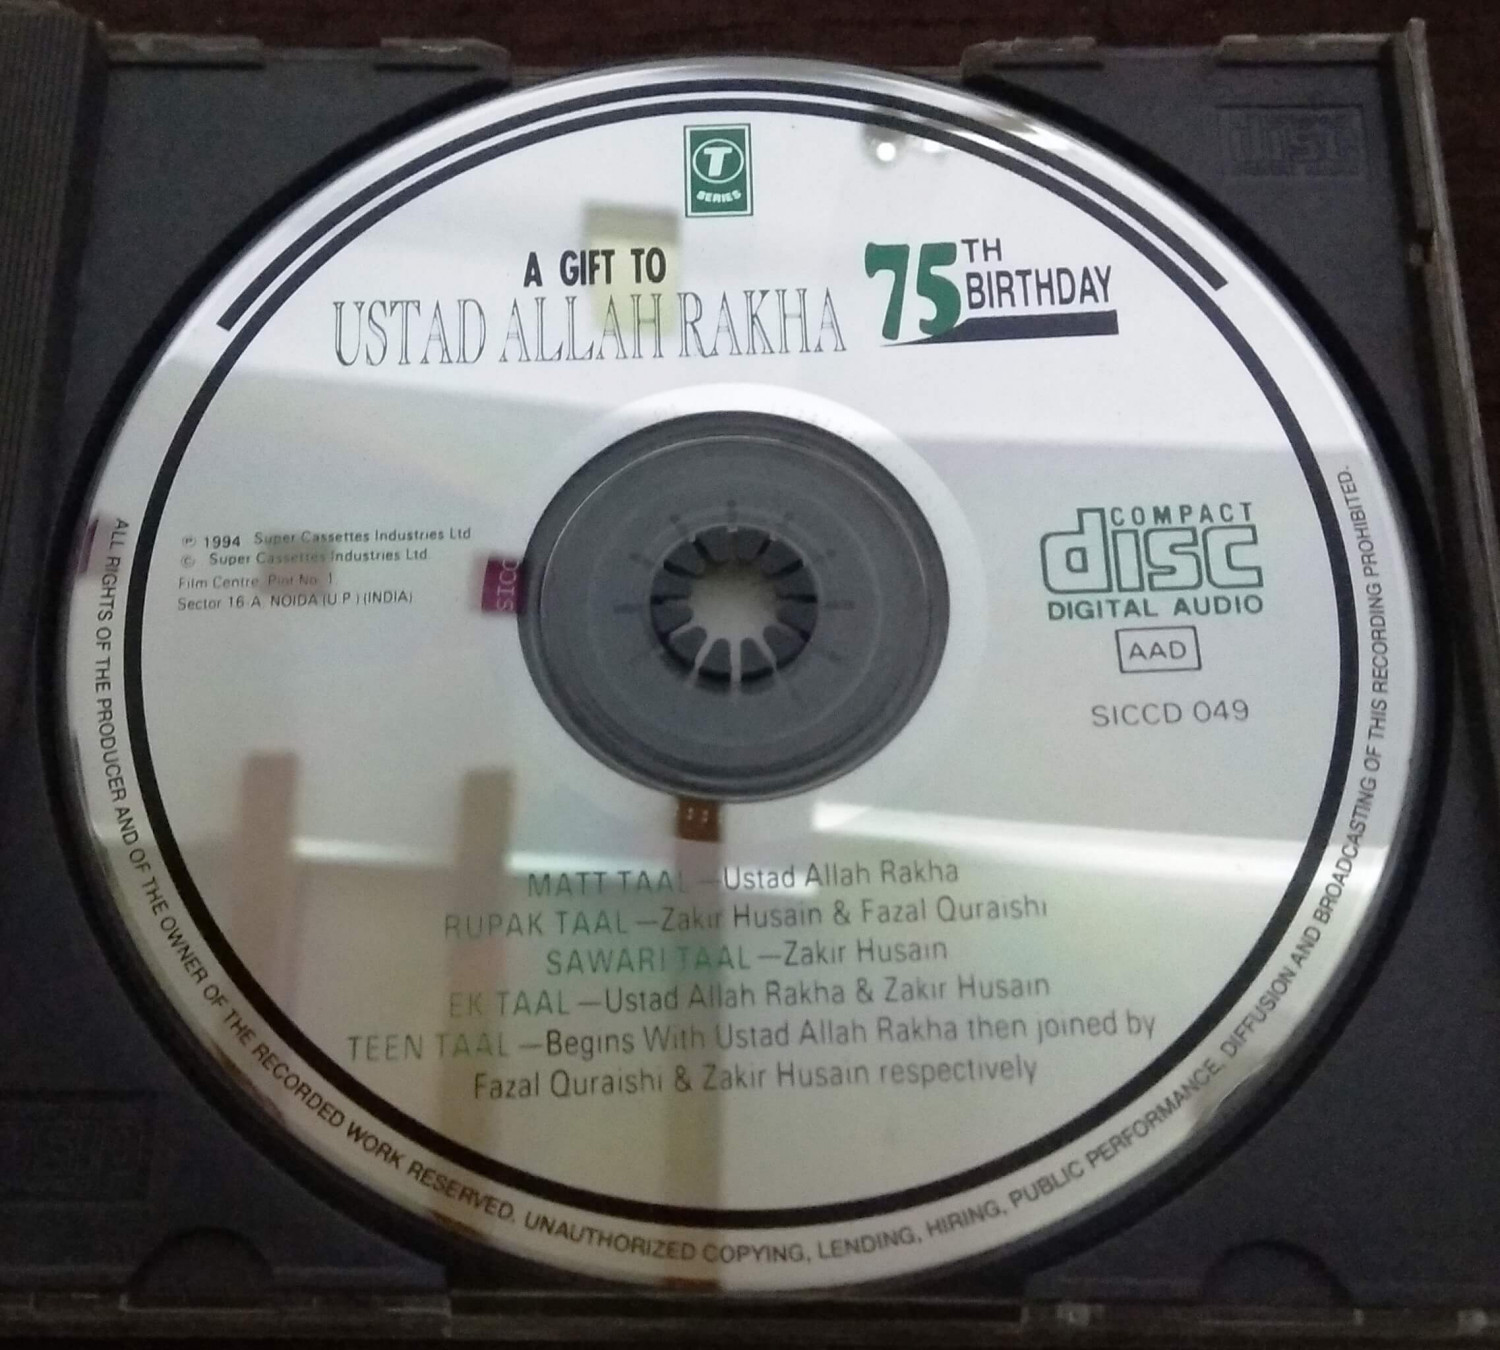 T
SERIES
A GIFT TO
USTAD ALLAH RAKHA
75TH
BIRTHDAY
℗ 1994 Super Cassettes Industries Ltd
© Super Cassettes Industries Ltd.
Film Centre, Plot No. 1
Sector 16-A, NOIDA (U.P.) (INDIA)
SICC
COMPACT
disc
DIGITAL AUDIO
AAD
SICCD 049
MATT TAAL—Ustad Allah Rakha
RUPAK TAAL—Zakir Husain & Fazal Quraishi
SAWARI TAAL—Zakir Husain
EK TAAL—Ustad Allah Rakha & Zakir Husain
TEEN TAAL—Begins With Ustad Allah Rakha then joined by
Fazal Quraishi & Zakir Husain respectively
ALL RIGHTS OF THE PRODUCER AND OF THE OWNER OF THE RECORDED WORK RESERVED. UNAUTHORIZED COPYING, LENDING, HIRING, PUBLIC PERFORMANCE, DIFFUSION AND BROADCASTING OF THIS RECORDING PROHIBITED.
disc